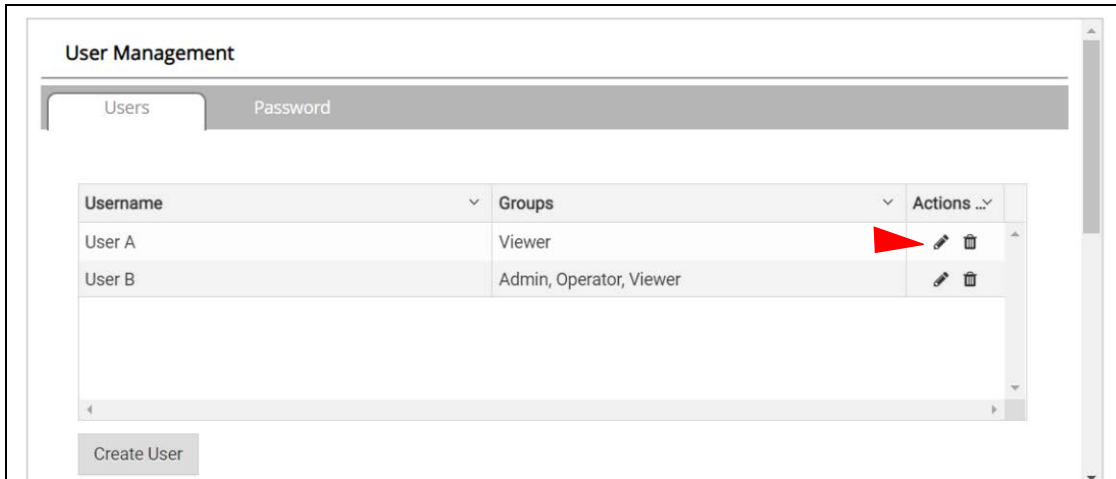 User Management
Users Password
Username Groups Actions ...
User A Viewer
User B Admin, Operator, Viewer
Create User